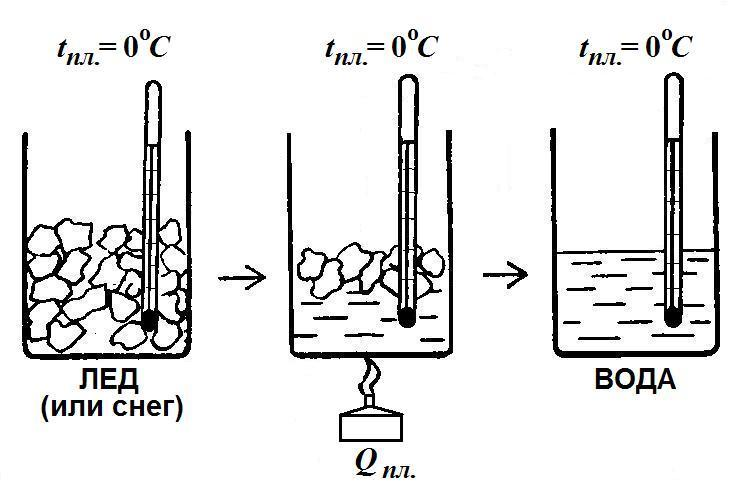 tпл.= 0°C
tпл.= 0°C
tпл.= 0°C
ЛЕД
(или снег)
ВОДА
Qпл.